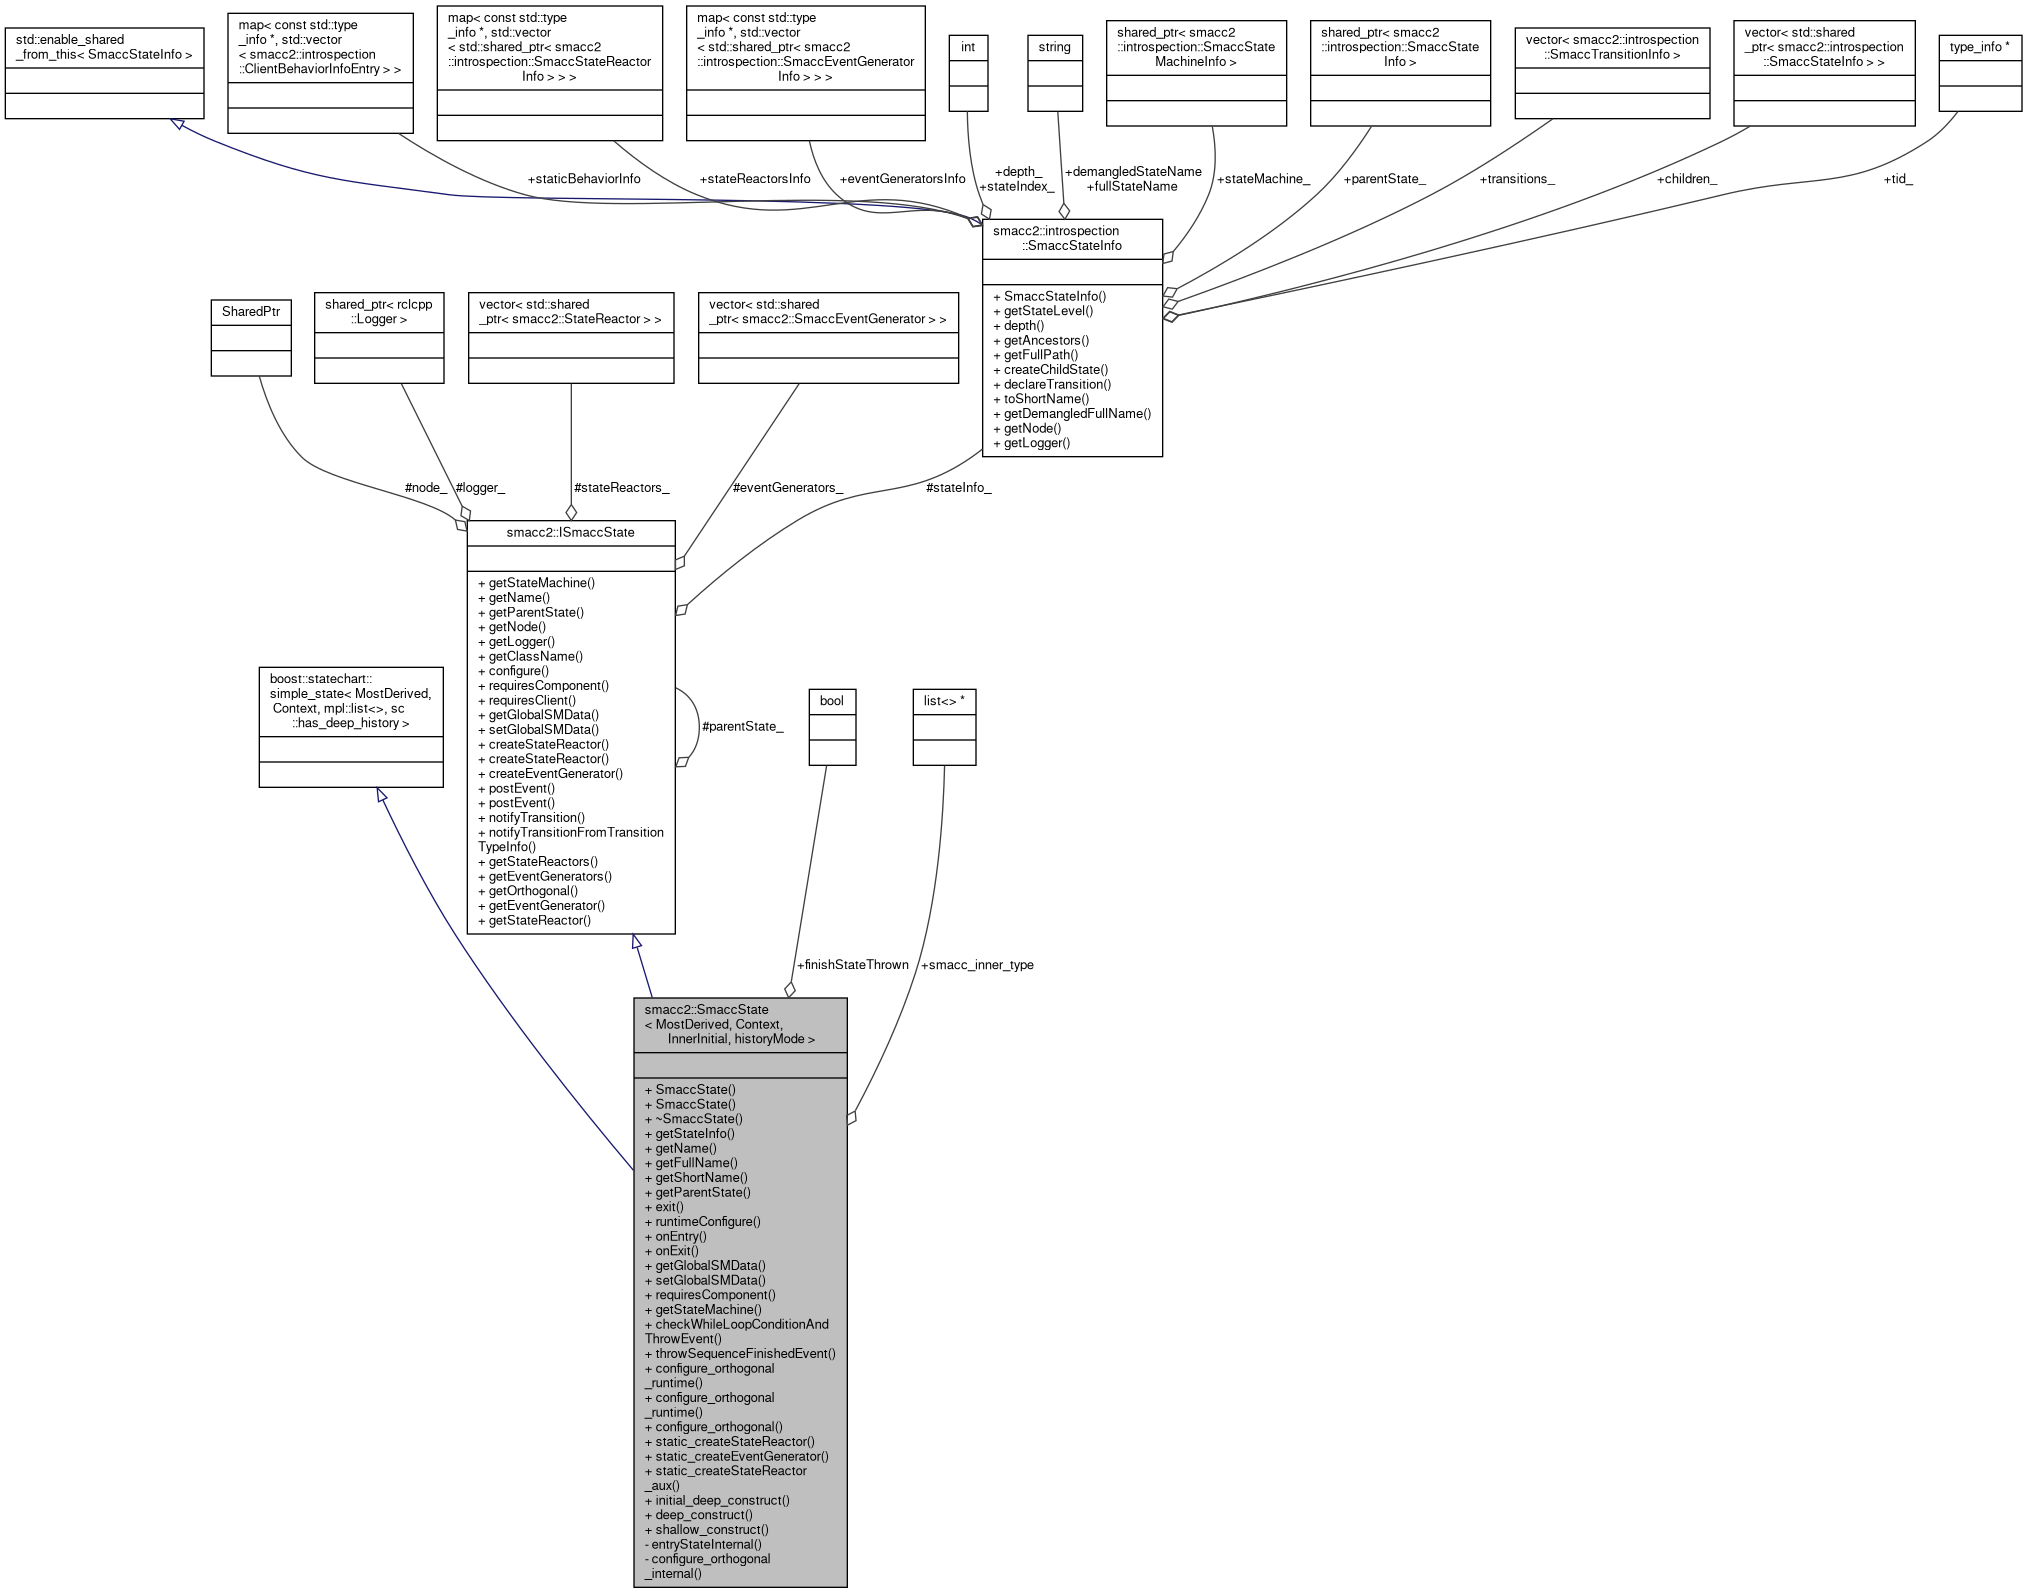 std::enable_shared
_from_this< SmaccStateInfo >
map< const std::type
_info *, std::vector
< smacc2::introspection
::ClientBehaviorInfoEntry > >
map< const std::type
_info *, std::vector
< std::shared_ptr< smacc2
::introspection::SmaccStateReactor
Info > > >
map< const std::type
_info *, std::vector
< std::shared_ptr< smacc2
::introspection::SmaccEventGenerator
Info > > >
int
string
shared_ptr< smacc2
::introspection::SmaccState
MachineInfo >
shared_ptr< smacc2
::introspection::SmaccState
Info >
vector< smacc2::introspection
::SmaccTransitionInfo >
vector< std::shared
_ptr< smacc2::introspection
::SmaccStateInfo > >
type_info *
+staticBehaviorInfo
+stateReactorsInfo
+eventGeneratorsInfo
+depth_
+stateIndex_
+demangledStateName
+fullStateName
+stateMachine_
+parentState_
+transitions_
+children_
+tid_
smacc2::introspection
::SmaccStateInfo
+ SmaccStateInfo()
+ getStateLevel()
+ depth()
+ getAncestors()
+ getFullPath()
+ createChildState()
+ declareTransition()
+ toShortName()
+ getDemangledFullName()
+ getNode()
+ getLogger()
SharedPtr
shared_ptr< rclcpp
::Logger >
vector< std::shared
_ptr< smacc2::StateReactor > >
vector< std::shared
_ptr< smacc2::SmaccEventGenerator > >
#node_
#logger_
#stateReactors_
#eventGenerators_
#stateInfo_
smacc2::ISmaccState
+ getStateMachine()
+ getName()
+ getParentState()
+ getNode()
+ getLogger()
+ getClassName()
+ configure()
+ requiresComponent()
+ requiresClient()
+ getGlobalSMData()
+ setGlobalSMData()
+ createStateReactor()
+ createStateReactor()
+ createEventGenerator()
+ postEvent()
+ postEvent()
+ notifyTransition()
+ notifyTransitionFromTransition
TypeInfo()
+ getStateReactors()
+ getEventGenerators()
+ getOrthogonal()
+ getEventGenerator()
+ getStateReactor()
#parentState_
boost::statechart::
simple_state< MostDerived,
Context, mpl::list<>, sc
::has_deep_history >
bool
list<> *
+finishStateThrown
+smacc_inner_type
smacc2::SmaccState
< MostDerived, Context,
InnerInitial, historyMode >
+ SmaccState()
+ SmaccState()
+ ~SmaccState()
+ getStateInfo()
+ getName()
+ getFullName()
+ getShortName()
+ getParentState()
+ exit()
+ runtimeConfigure()
+ onEntry()
+ onExit()
+ getGlobalSMData()
+ setGlobalSMData()
+ requiresComponent()
+ getStateMachine()
+ checkWhileLoopConditionAnd
ThrowEvent()
+ throwSequenceFinishedEvent()
+ configure_orthogonal
_runtime()
+ configure_orthogonal
_runtime()
+ configure_orthogonal()
+ static_createStateReactor()
+ static_createEventGenerator()
+ static_createStateReactor
_aux()
+ initial_deep_construct()
+ deep_construct()
+ shallow_construct()
- entryStateInternal()
- configure_orthogonal
_internal()